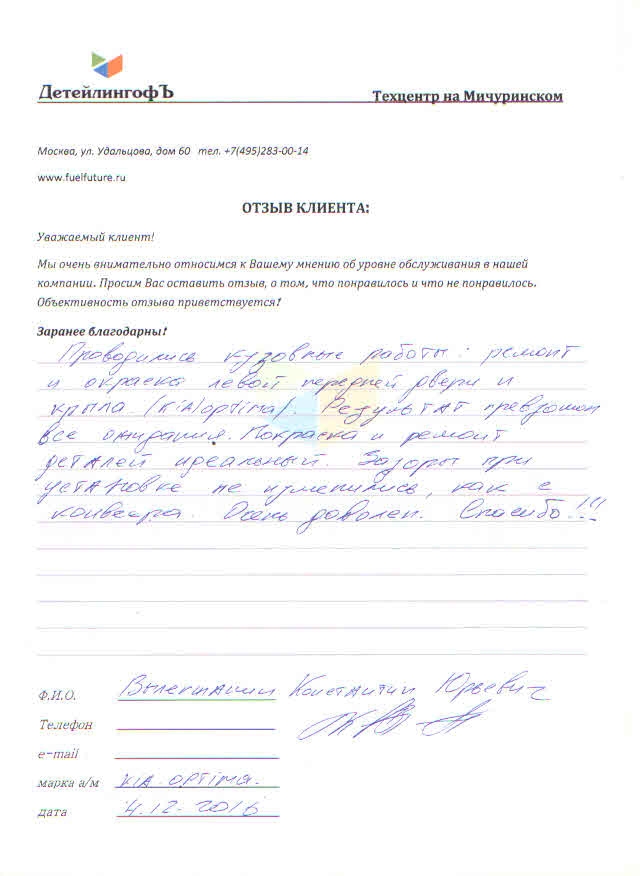 ДетейлингофЪ Техцентр на Мичуринском
Москва, ул. Удальцова, дом 60 тел. +7(495)283-00-14
www.fuelfuture.ru
ОТЗЫВ КЛИЕНТА:
Уважаемый клиент!
Мы очень внимательно относимся к Вашему мнению об уровне обслуживания в нашей
компании. Просим Вас оставить отзыв, о том, что понравилось и что не понравилось.
Объективность отзыва приветствуется!
Заранее благодарны!
Проводились кузовные работы: ремонт
и окраска левой передней двери и
крыла. (KIA optima). Результат превзошел
все ожидания. Покраска и ремонт
деталей идеальный. Зазоры при
установке не изменились, как с
конвеера. Очень доволен. Спасибо!!!
Ф.И.О. Константин Юрьевич
Телефон
e-mail
марка а/м KIA OPTIMA.
дата 4.12.2016